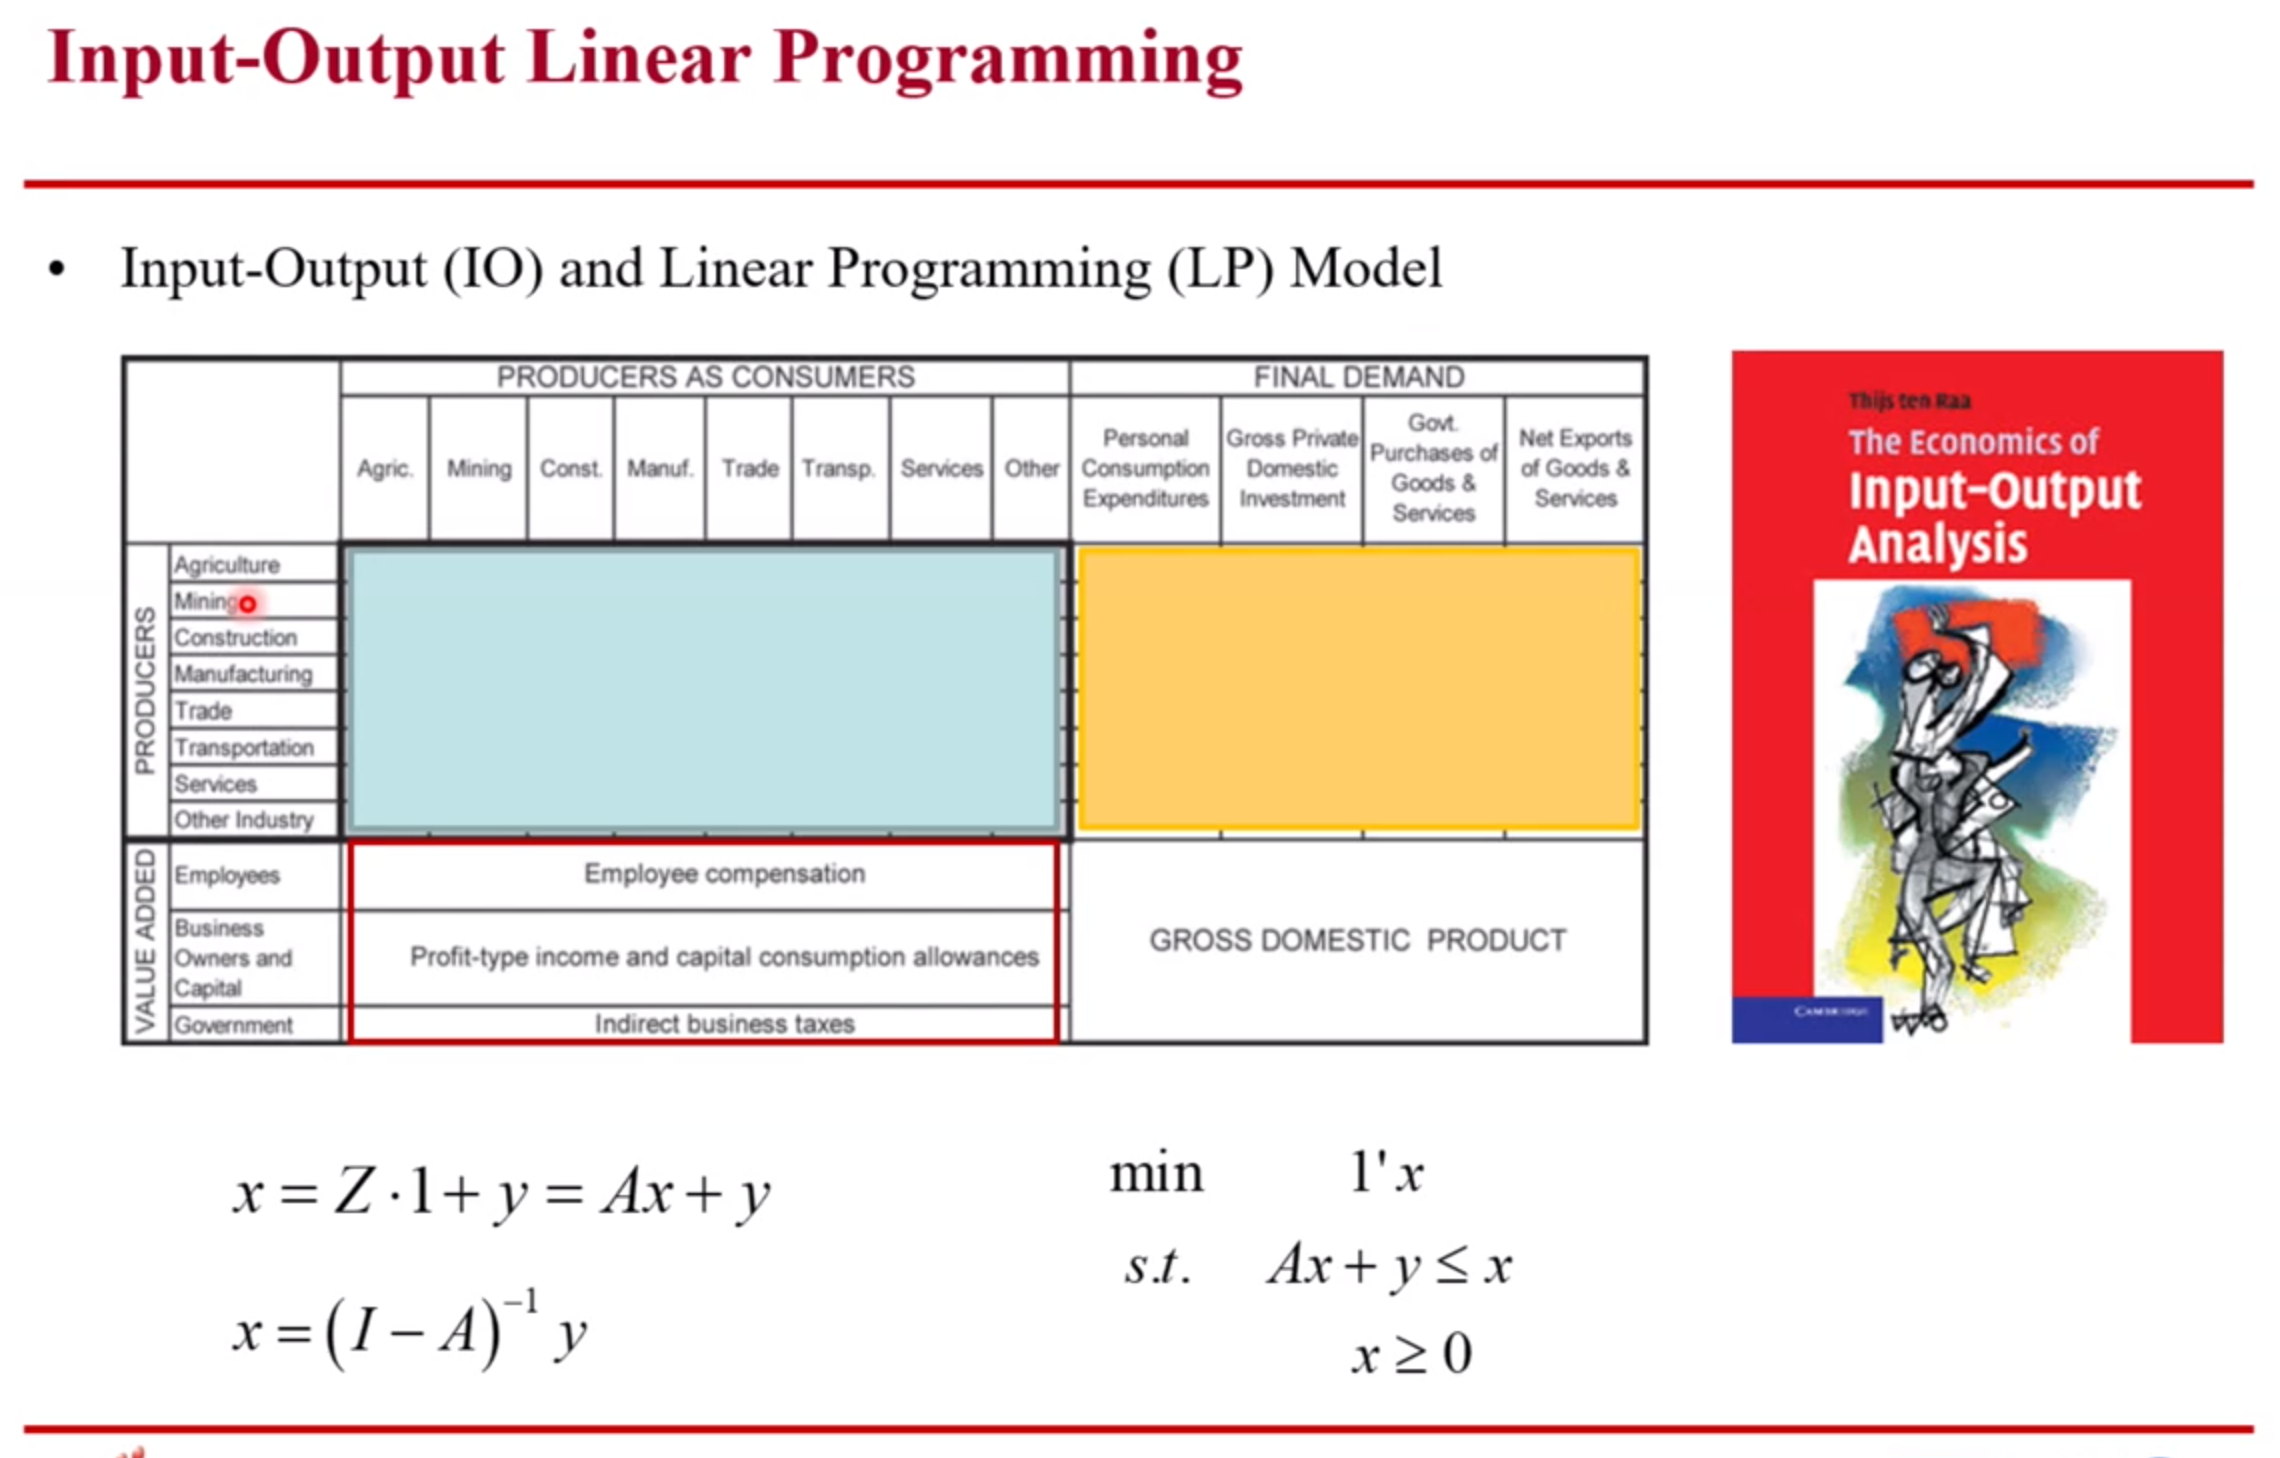 Input-Output Linear Programming
• Input-Output (IO) and Linear Programming (LP) Model
PRODUCERS AS CONSUMERS
FINAL DEMAND
Agric.
Mining
Const.
Manuf.
Trade
Transp.
Services
Other
Personal
Consumption
Expenditures
Gross Private
Domestic
Investment
Govt.
Purchases of
Goods &
Services
Net Exports
of Goods &
Services
PRODUCERS
Agriculture
Mining
Construction
Manufacturing
Trade
Transportation
Services
Other Industry
VALUE ADDED
Employees
Employee compensation
Business
Owners and
Capital
Profit-type income and capital consumption allowances
Government
Indirect business taxes
GROSS DOMESTIC PRODUCT
Thijs ten Raa
The Economics of
Input-Output
Analysis
CAMBRIDGE
x = Z · 1 + y = Ax + y
x = (I − A)⁻¹ y
min 1'x
s.t. Ax + y ≤ x
x ≥ 0